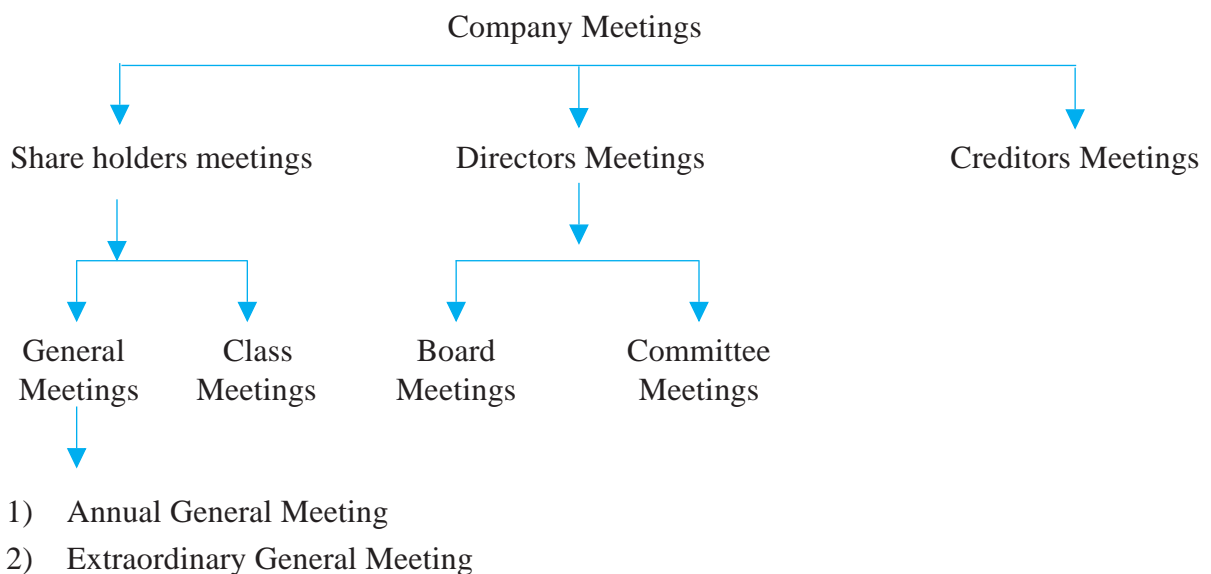 Company Meetings
Share holders meetings
Directors Meetings
Creditors Meetings
General
Meetings
Class
Meetings
Board
Meetings
Committee
Meetings
1) Annual General Meeting
2) Extraordinary General Meeting